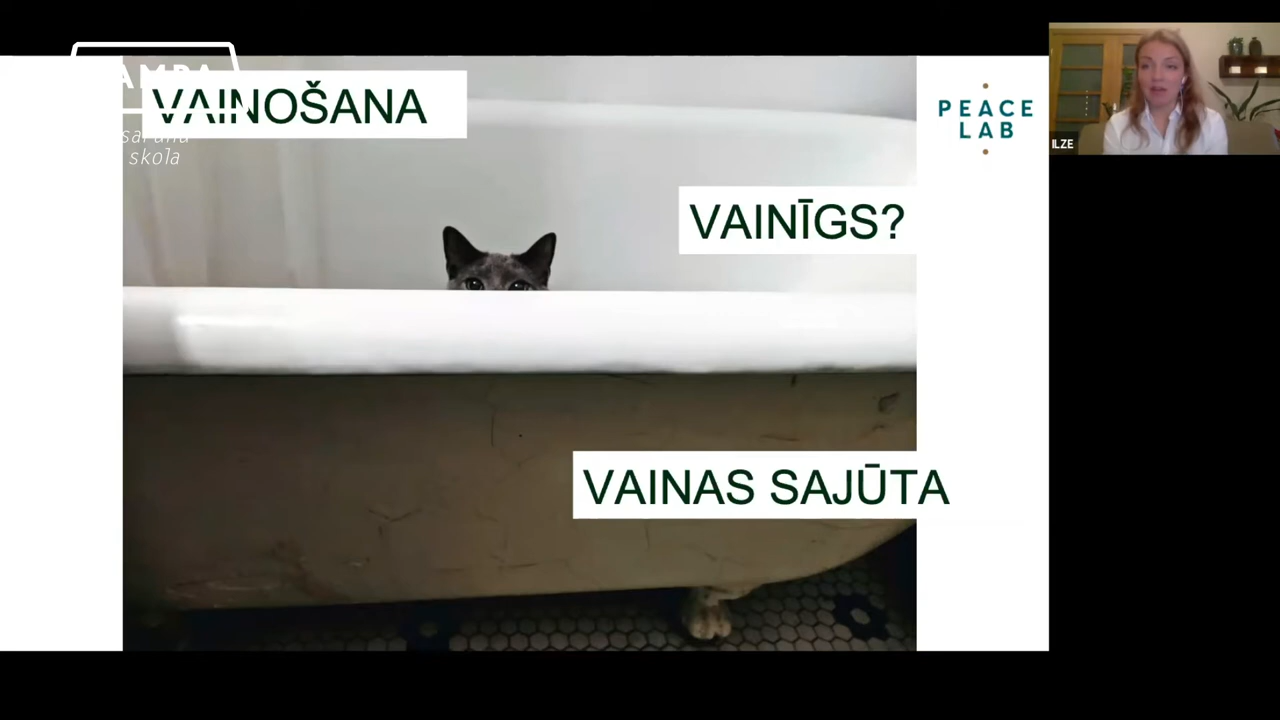 VAINOŠANA
skola
VAINĪGS?
VAINAS SAJŪTA
PEACE
LAB
ILZE